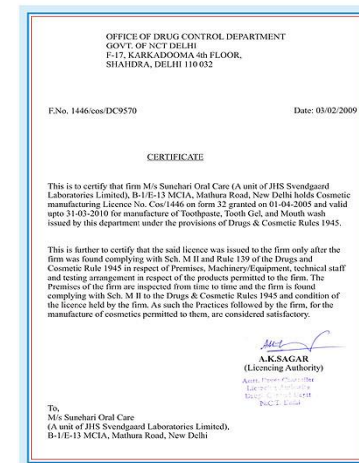 OFFICE OF DRUG CONTROL DEPARTMENT
GOVT. OF NCT DELHI
F-17, KARKADOOMA 4th FLOOR,
SHAHDRA, DELHI 110 032
F.No. 1446/cos/DC9570 Date: 03/02/2009
CERTIFICATE
This is to certify that firm M/s Sunehari Oral Care (A unit of JHS Svendgaard
Laboratories Limited), B-1/E-13 MCIA, Mathura Road, New Delhi holds Cosmetic
manufacturing Licence No. Cos/1446 on form 32 granted on 01-04-2005 and valid
upto 31-03-2010 for manufacture of Toothpaste, Tooth Gel, and Mouth wash
issued by this department under the provisions of Drugs & Cosmetic Rules 1945.
This is further to certify that the said licence was issued to the firm only after the
firm was found complying with Sch. M II and Rule 139 of the Drugs and
Cosmetic Rule 1945 in respect of Premises, Machinery/Equipment, technical staff
and testing arrangement in respect of the products permitted to the firm. The
Premises of the firm are inspected from time to time and the firm is found
complying with Sch. M II to the Drugs & Cosmetic Rules 1945 and condition of
the licence held by the firm. As such the Practices followed by the firm, for the
manufacture of cosmetics permitted to them, are considered satisfactory.
A.K.SAGAR
(Licencing Authority)
To,
M/s Sunehari Oral Care
(A unit of JHS Svendgaard Laboratories Limited),
B-1/E-13 MCIA, Mathura Road, New Delhi